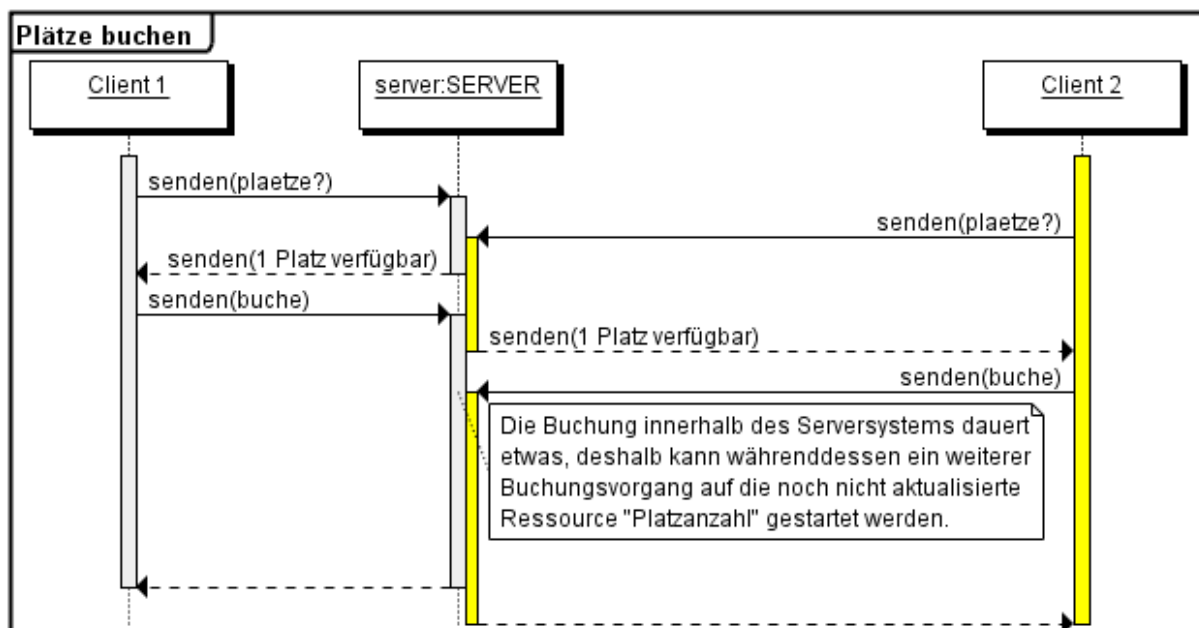 Plätze buchen
Client 1
server:SERVER
Client 2
senden(plaetze?)
senden(plaetze?)
senden(1 Platz verfügbar)
senden(buche)
senden(1 Platz verfügbar)
senden(buche)
Die Buchung innerhalb des Serversystems dauert
etwas, deshalb kann währenddessen ein weiterer
Buchungsvorgang auf die noch nicht aktualisierte
Ressource "Platzanzahl" gestartet werden.